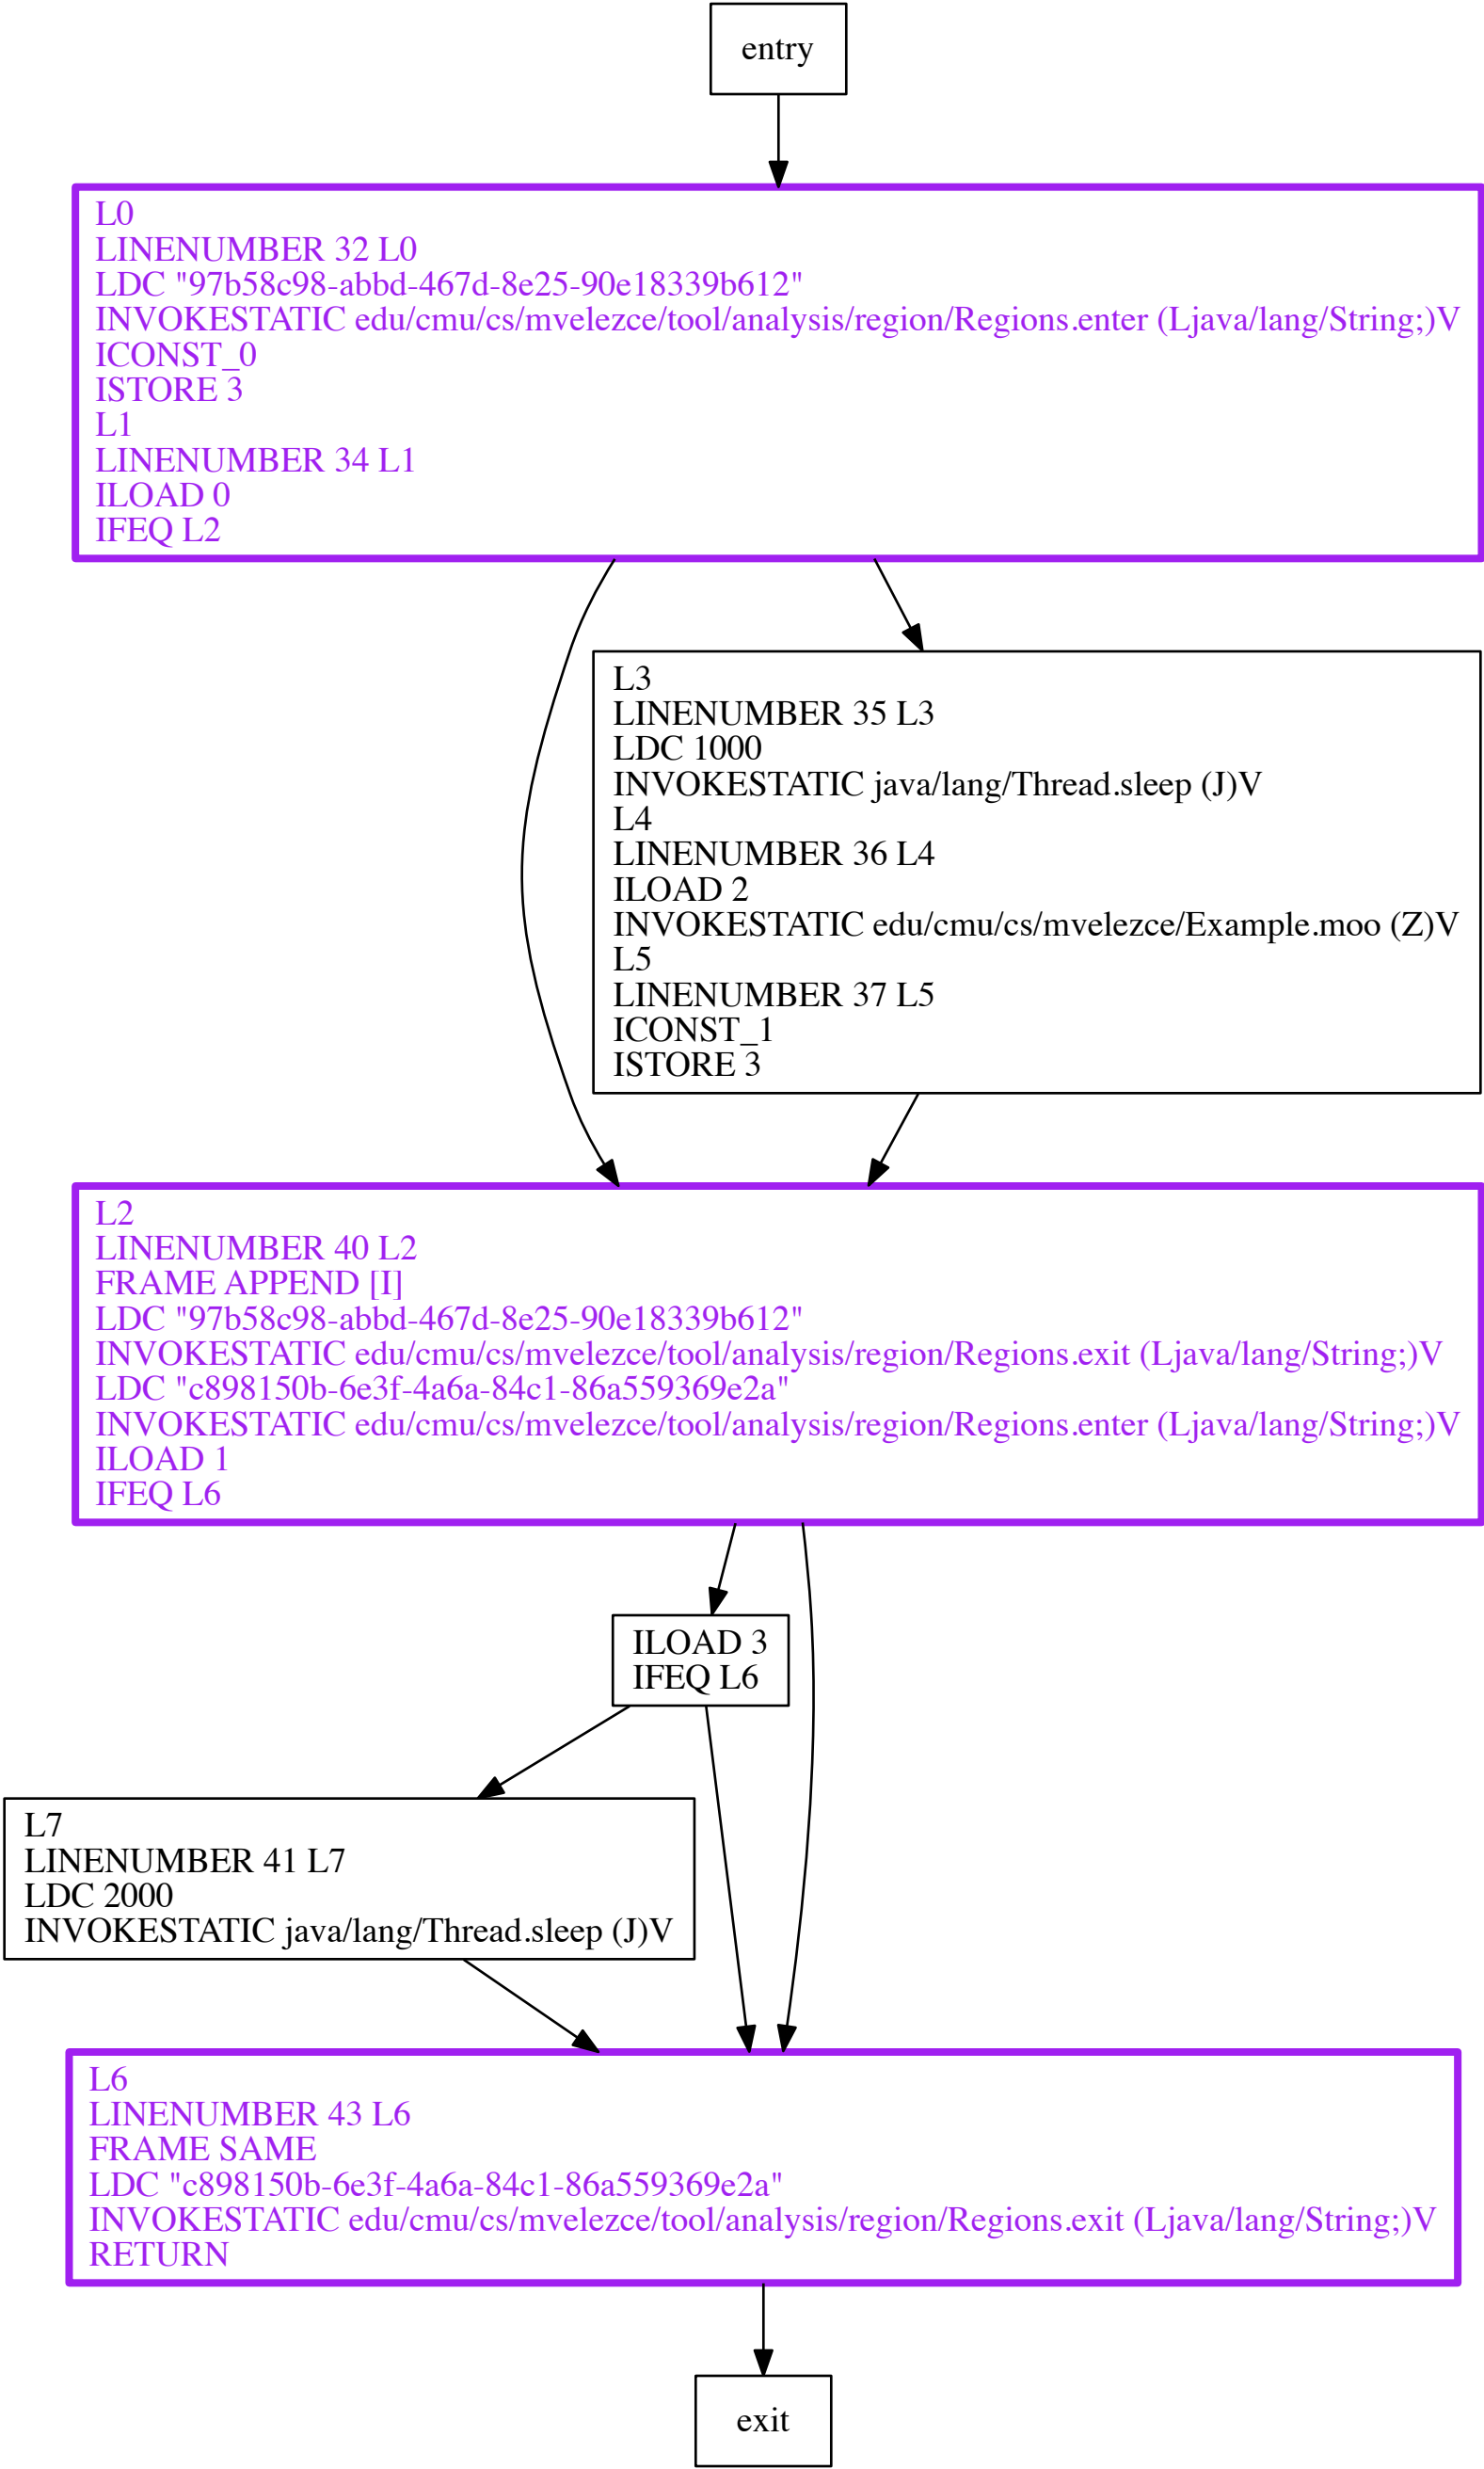 entry
L0
LINENUMBER 32 L0
LDC "97b58c98-abbd-467d-8e25-90e18339b612"
INVOKESTATIC edu/cmu/cs/mvelezce/tool/analysis/region/Regions.enter (Ljava/lang/String;)V
ICONST_0
ISTORE 3
L1
LINENUMBER 34 L1
ILOAD 0
IFEQ L2
L3
LINENUMBER 35 L3
LDC 1000
INVOKESTATIC java/lang/Thread.sleep (J)V
L4
LINENUMBER 36 L4
ILOAD 2
INVOKESTATIC edu/cmu/cs/mvelezce/Example.moo (Z)V
L5
LINENUMBER 37 L5
ICONST_1
ISTORE 3
L2
LINENUMBER 40 L2
FRAME APPEND [I]
LDC "97b58c98-abbd-467d-8e25-90e18339b612"
INVOKESTATIC edu/cmu/cs/mvelezce/tool/analysis/region/Regions.exit (Ljava/lang/String;)V
LDC "c898150b-6e3f-4a6a-84c1-86a559369e2a"
INVOKESTATIC edu/cmu/cs/mvelezce/tool/analysis/region/Regions.enter (Ljava/lang/String;)V
ILOAD 1
IFEQ L6
ILOAD 3
IFEQ L6
L7
LINENUMBER 41 L7
LDC 2000
INVOKESTATIC java/lang/Thread.sleep (J)V
L6
LINENUMBER 43 L6
FRAME SAME
LDC "c898150b-6e3f-4a6a-84c1-86a559369e2a"
INVOKESTATIC edu/cmu/cs/mvelezce/tool/analysis/region/Regions.exit (Ljava/lang/String;)V
RETURN
exit